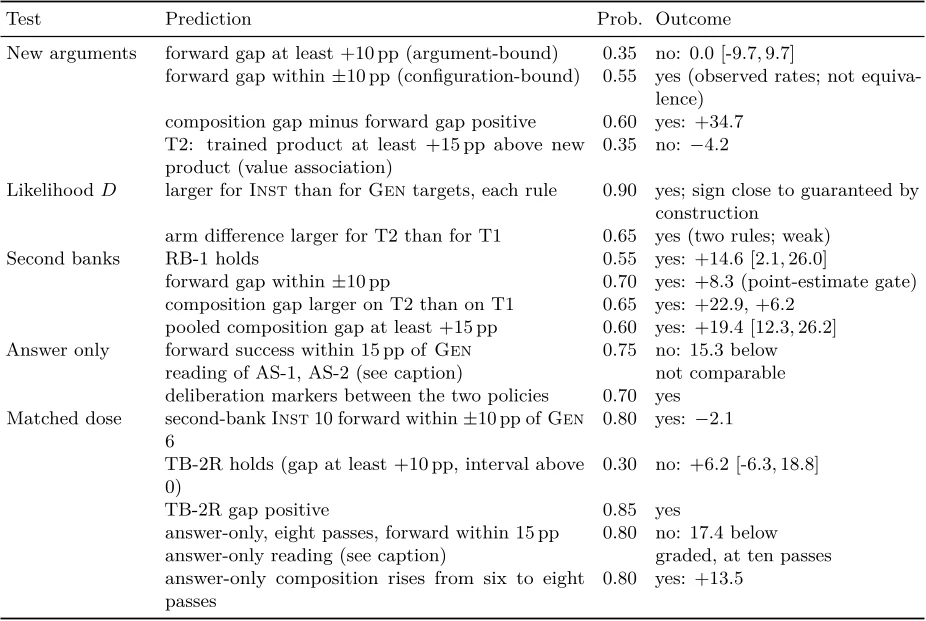 Test Prediction Prob. Outcome
New arguments forward gap at least +10 pp (argument-bound) 0.35 no: 0.0 [-9.7, 9.7]
forward gap within ±10 pp (configuration-bound) 0.55 yes (observed rates; not equiva-
lence)
composition gap minus forward gap positive 0.60 yes: +34.7
T2: trained product at least +15 pp above new 0.35 no: −4.2
product (value association)
Likelihood D larger for Inst than for Gen targets, each rule 0.90 yes; sign close to guaranteed by
construction
arm difference larger for T2 than for T1 0.65 yes (two rules; weak)
Second banks RB-1 holds 0.55 yes: +14.6 [2.1, 26.0]
forward gap within ±10 pp 0.70 yes: +8.3 (point-estimate gate)
composition gap larger on T2 than on T1 0.65 yes: +22.9, +6.2
pooled composition gap at least +15 pp 0.60 yes: +19.4 [12.3, 26.2]
Answer only forward success within 15 pp of Gen 0.75 no: 15.3 below
reading of AS-1, AS-2 (see caption) not comparable
deliberation markers between the two policies 0.70 yes
Matched dose second-bank Inst 10 forward within ±10 pp of Gen 0.80 yes: −2.1
6
TB-2R holds (gap at least +10 pp, interval above 0.30 no: +6.2 [-6.3, 18.8]
0)
TB-2R gap positive 0.85 yes
answer-only, eight passes, forward within 15 pp 0.80 no: 17.4 below
answer-only reading (see caption) graded, at ten passes
answer-only composition rises from six to eight 0.80 yes: +13.5
passes